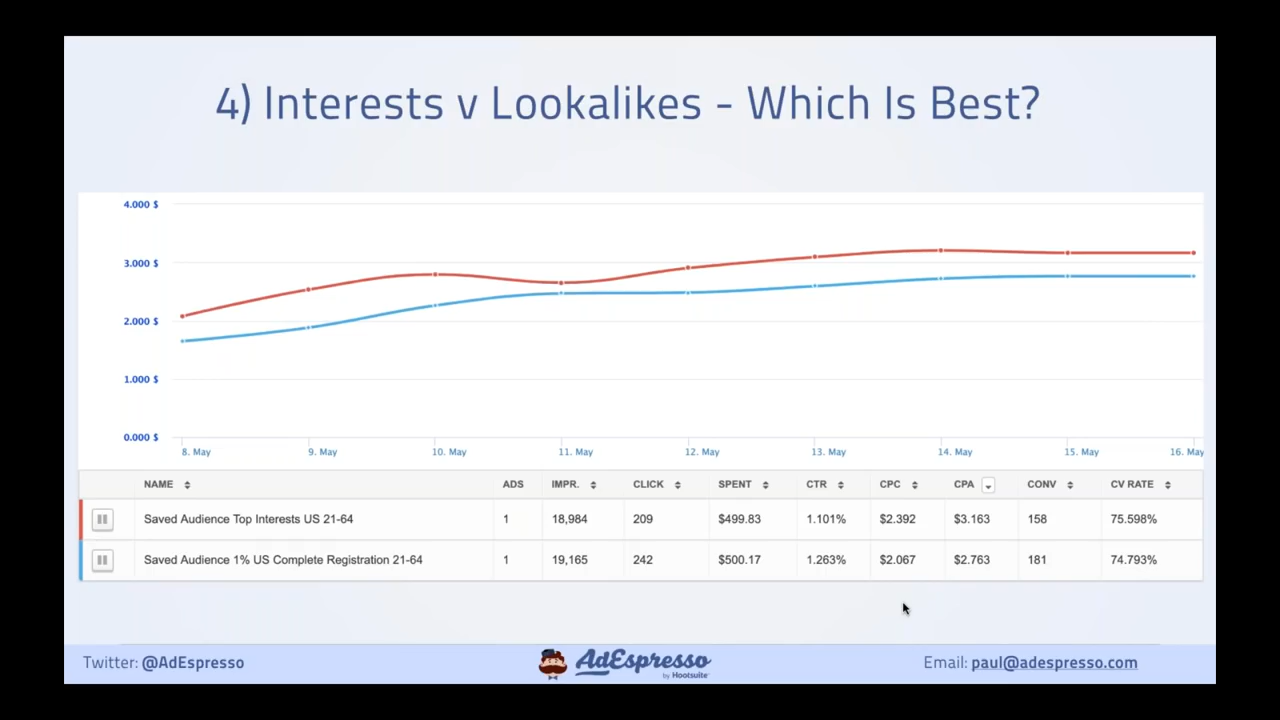 4) Interests v Lookalikes - Which Is Best?
4.000 $
3.000 $
2.000 $
1.000 $
0.000 $
8. May 9. May 10. May 11. May 12. May 13. May 14. May 15. May 16. May
NAME ADS IMPR. CLICK SPENT CTR CPC CPA CONV CV RATE
Saved Audience Top Interests US 21-64 1 18,984 209 $499.83 1.101% $2.392 $3.163 158 75.598%
Saved Audience 1% US Complete Registration 21-64 1 19,165 242 $500.17 1.263% $2.067 $2.763 181 74.793%
Twitter: @AdEspresso AdEspresso Email: paul@adespresso.com
by Hootsuite